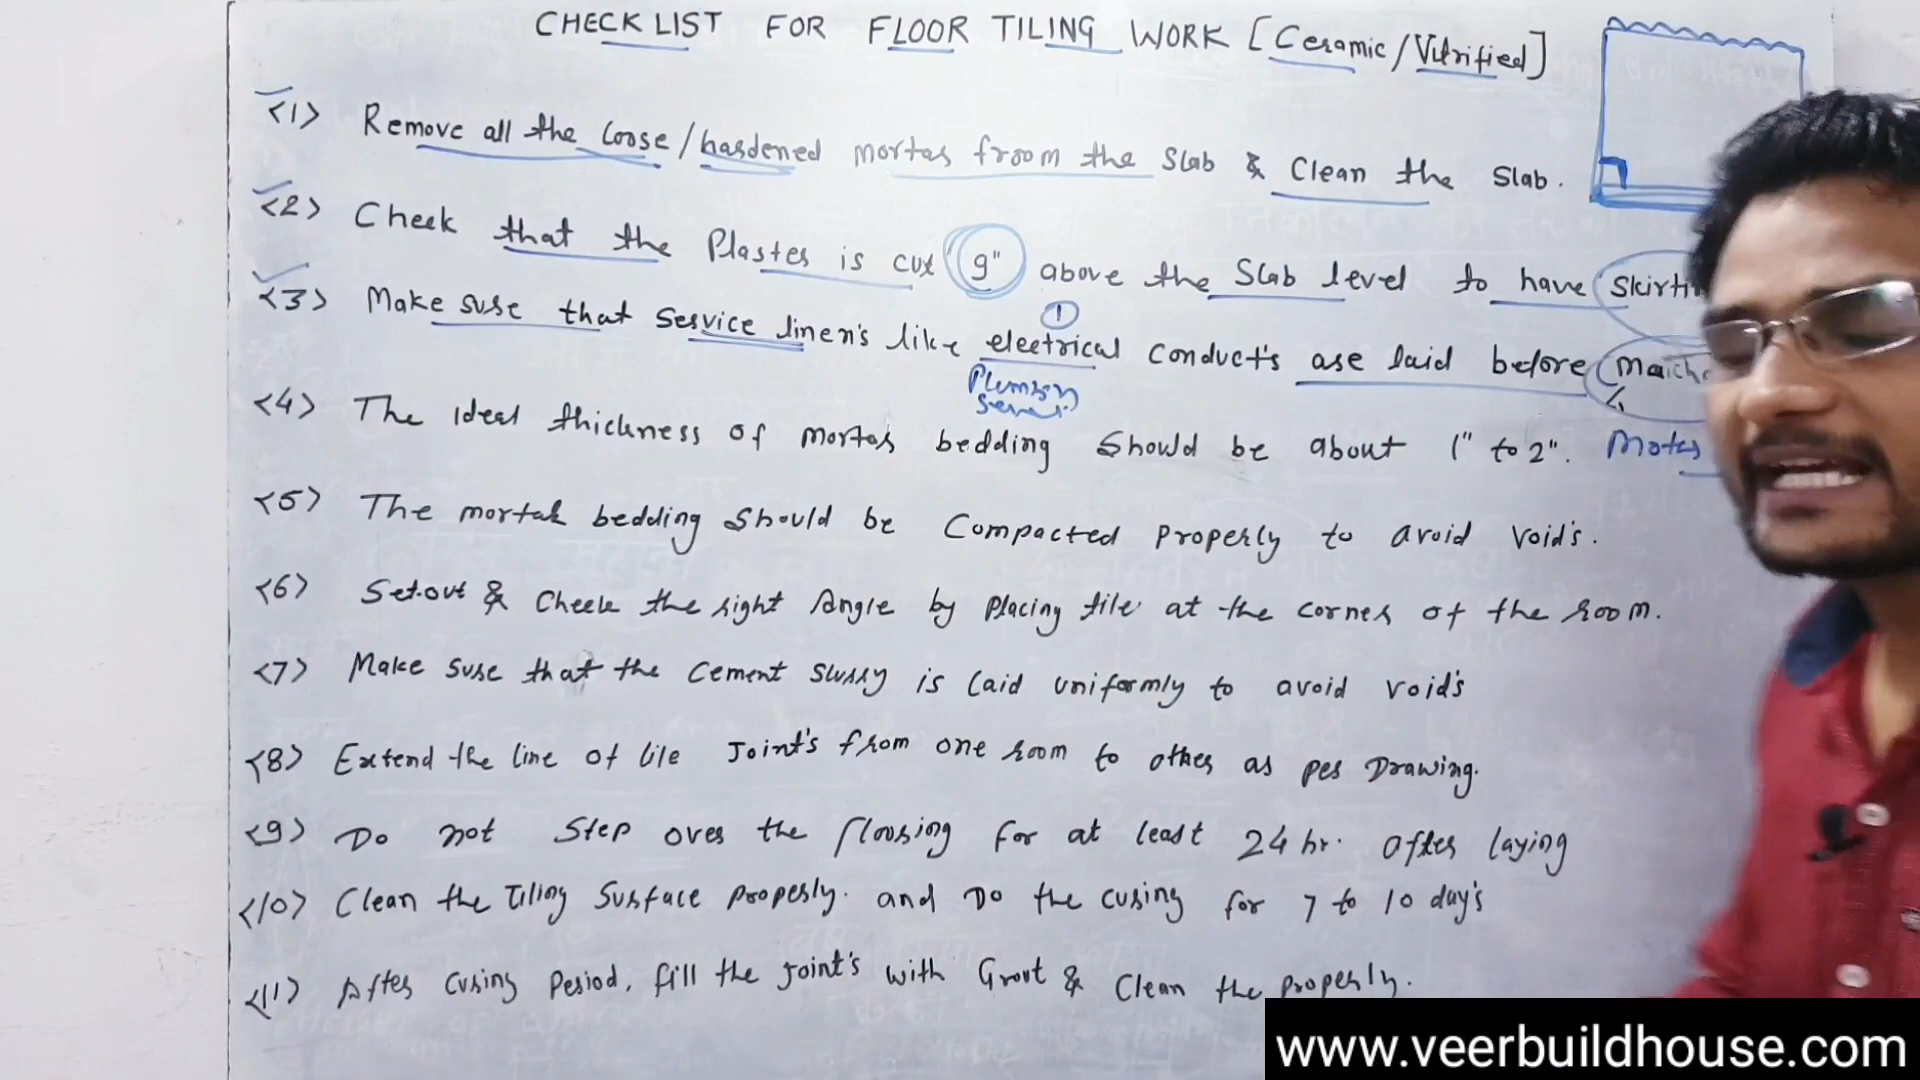 CHECK LIST FOR FLOOR TILING WORK [Ceramic/Vitrified]
<1> Remove all the loose/hardened mortar froom the Slab & Clean the Slab.
<2> Check that the Plaster is cut 9" above the Slab level to have
<3> Make sure that Service linen's like electrical Conduct's are laid before
1
<4> The Ideal thickness of mortar bedding Should be about 1" to 2".
<5> The mortar bedding Should be Compacted Properly to avoid Void's.
<6> Set.out & Check the right Angle by placing tile at the corner of the room.
<7> Make Sure that the Cement Slurry is Laid uniformly to avoid Void's
<8> Extend the line of tile Joint's from one room to other as per Drawing.
<9> Do not Step over the flooring for at least 24 hr. after laying
<10> Clean the Tiling Surface properly. and Do the curing for 7 to 10 day's
<11> After Curing Period, fill the Joint's with Grout & Clean the properly.
www.veerbuildhouse.com